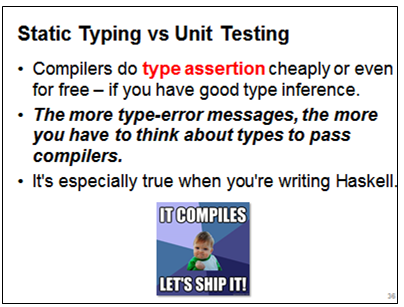 Static Typing vs Unit Testing
• Compilers do type assertion cheaply or even
for free – if you have good type inference.
• The more type-error messages, the more
you have to think about types to pass
compilers.
• It's especially true when you're writing Haskell.
IT COMPILES
LET'S SHIP IT!
36